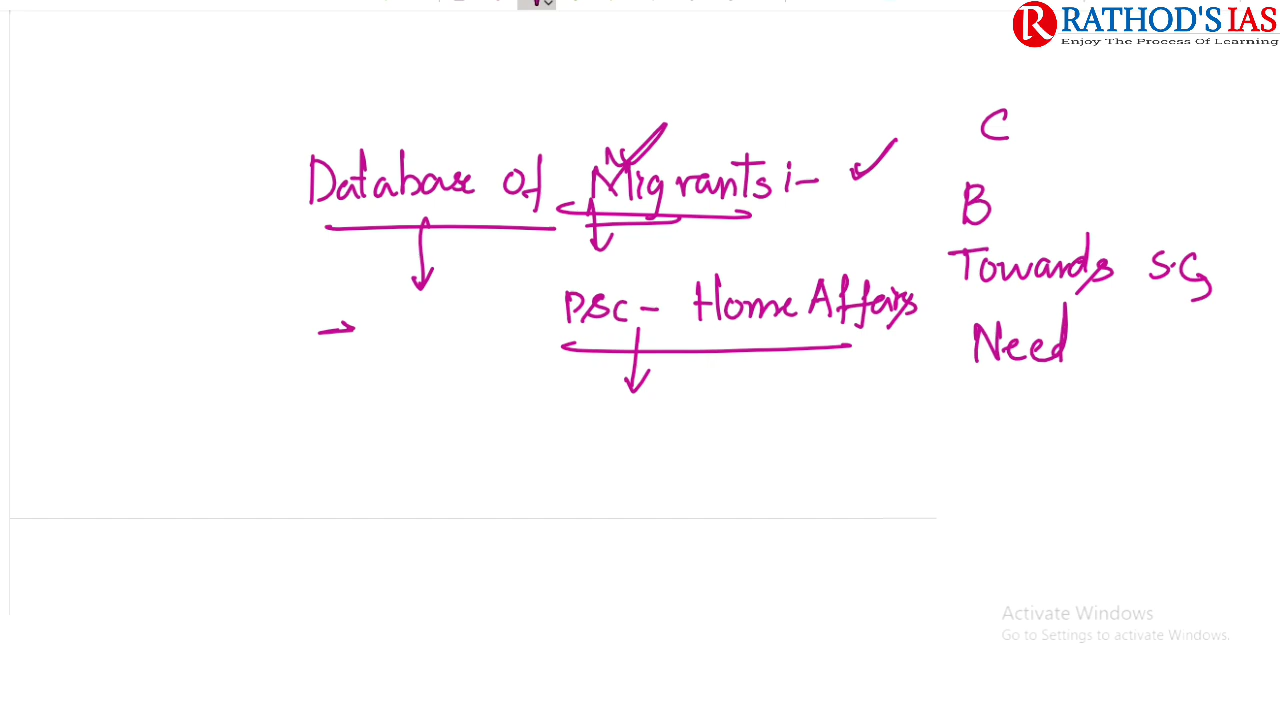 RATHOD'S IAS
Enjoy The Process Of Learning
C
Database of Migrants :-
B
Towards S.G
PSC - Home Affairs
Need
Activate Windows
Go to Settings to activate Windows.